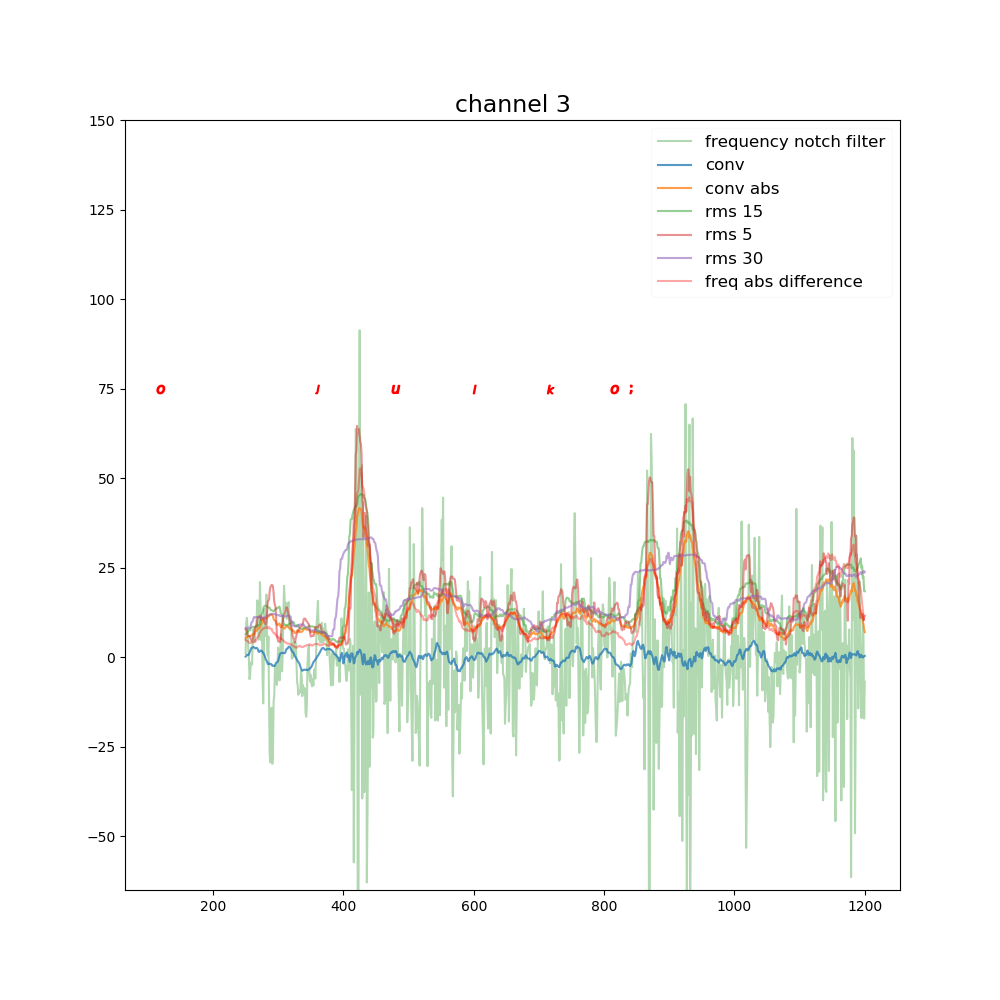 channel 3
150
125
100
75
50
25
0
−25
−50
frequency notch filter
conv
conv abs
rms 15
rms 5
rms 30
freq abs difference
o J u l k o ;
200 400 600 800 1000 1200